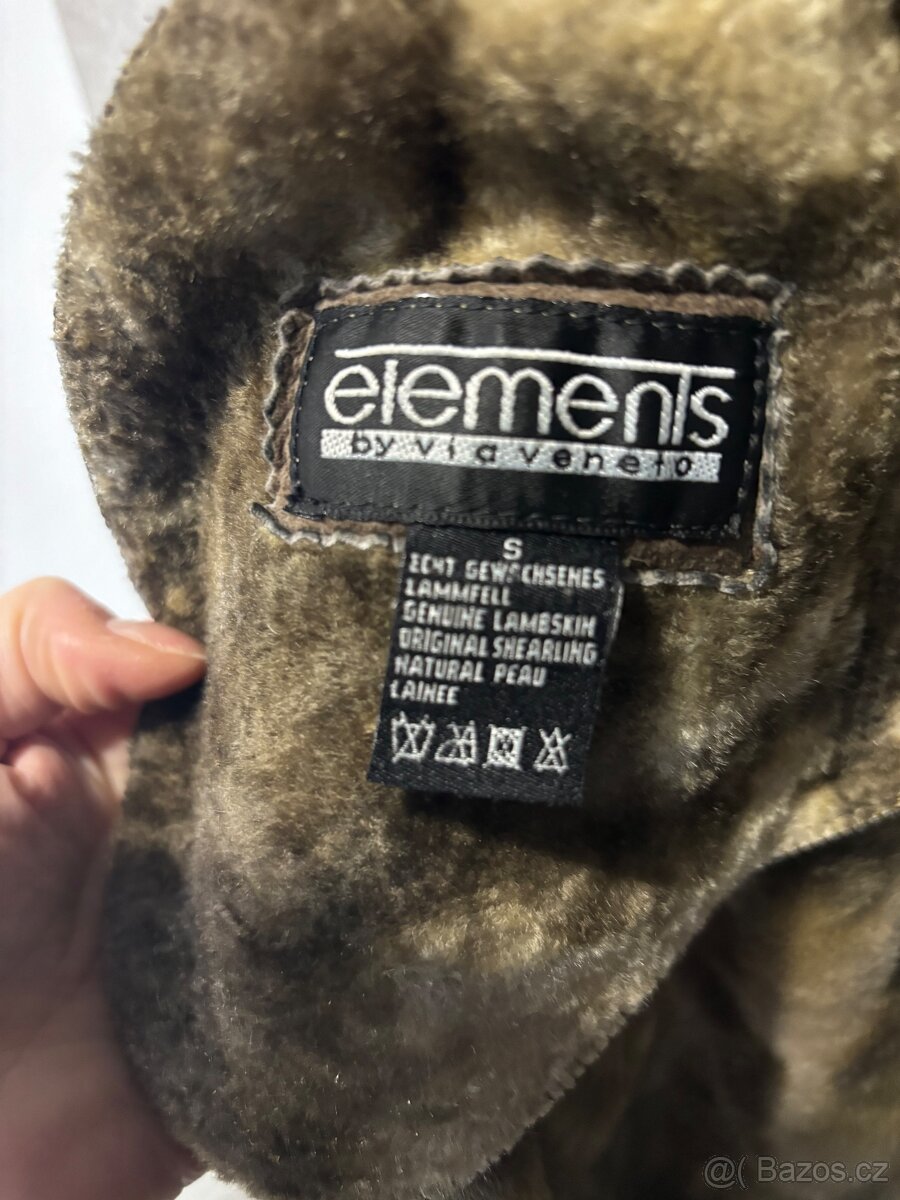 elements
by via veneto
S
ECHT GEWACHSENES
LAMMFELL
GENUINE LAMBSKIN
ORIGINAL SHEARLING
NATURAL PEAU
LAINEE
@( Bazos.cz